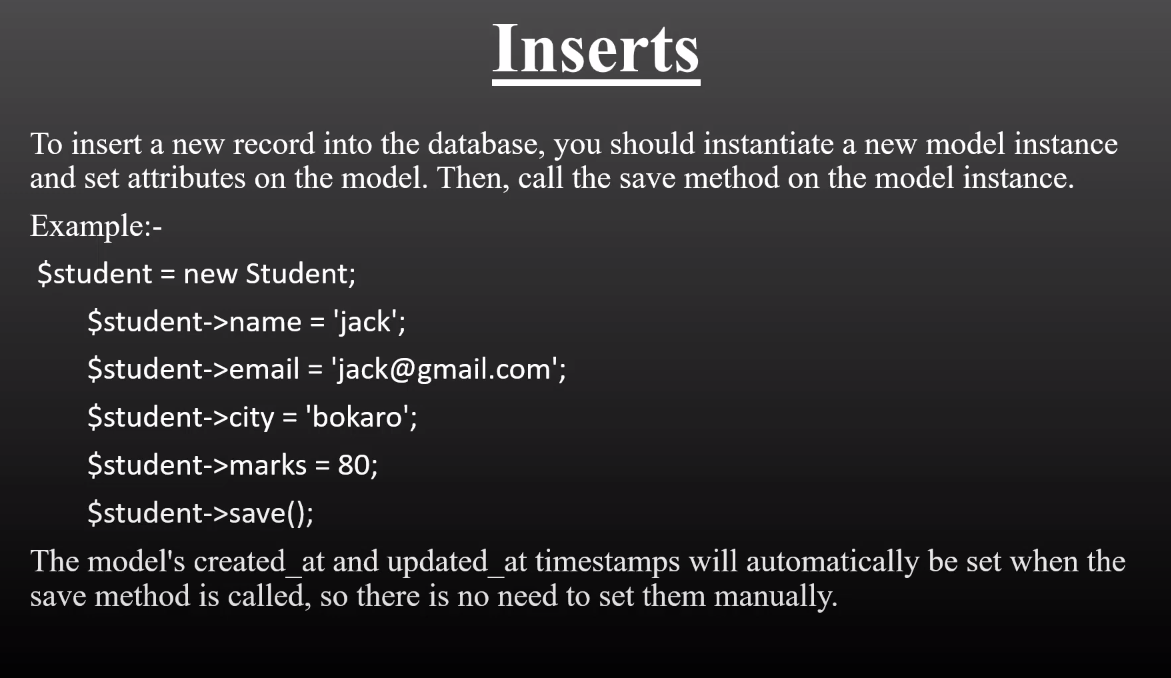 Inserts
To insert a new record into the database, you should instantiate a new model instance
and set attributes on the model. Then, call the save method on the model instance.
Example:-
$student = new Student;
$student->name = 'jack';
$student->email = 'jack@gmail.com';
$student->city = 'bokaro';
$student->marks = 80;
$student->save();
The model's created_at and updated_at timestamps will automatically be set when the
save method is called, so there is no need to set them manually.